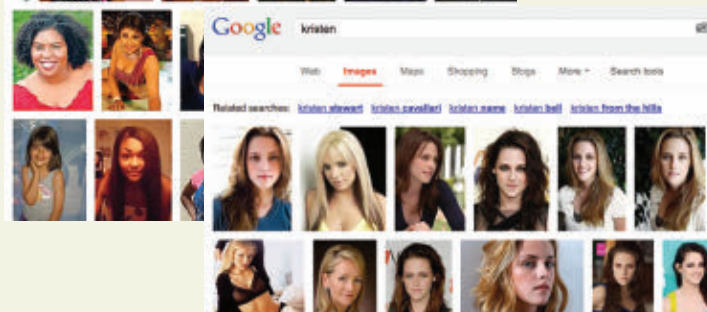 Google kristen
Web Images Maps Shopping Blogs More Search tools
Related searches: kristen stewart kristen cavallari kristen name kristen bell kristen from the hills